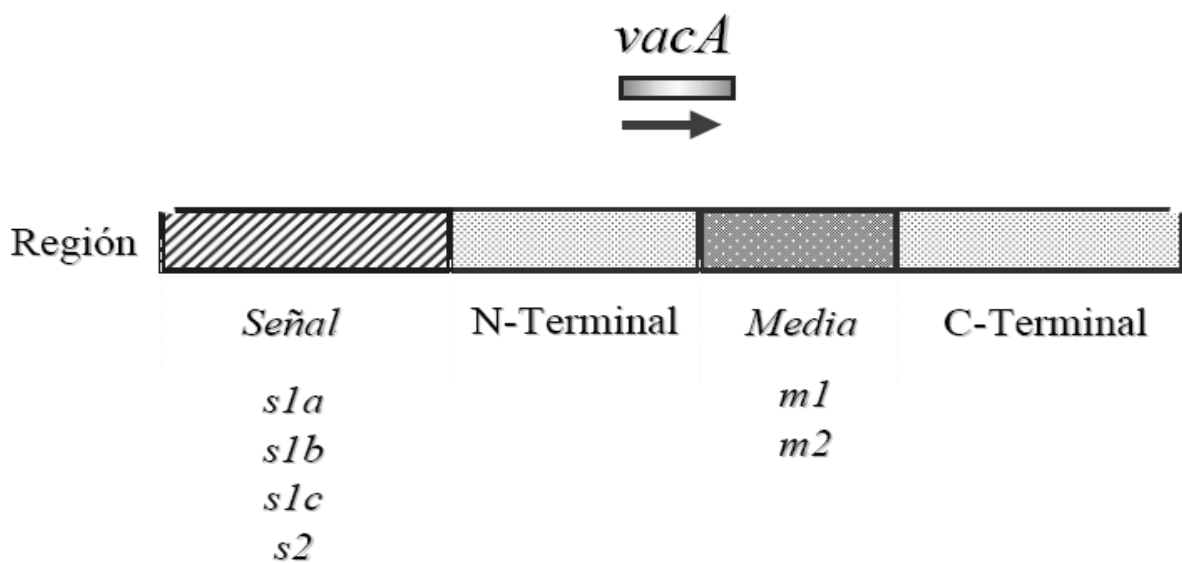 vacA
Región
Señal N-Terminal Media C-Terminal
s1a m1
s1b m2
s1c
s2